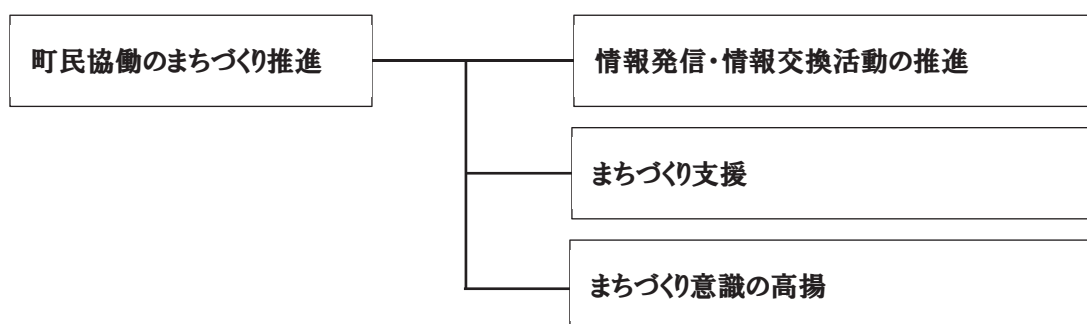 町民協働のまちづくり推進
情報発信・情報交換活動の推進
まちづくり支援
まちづくり意識の高揚